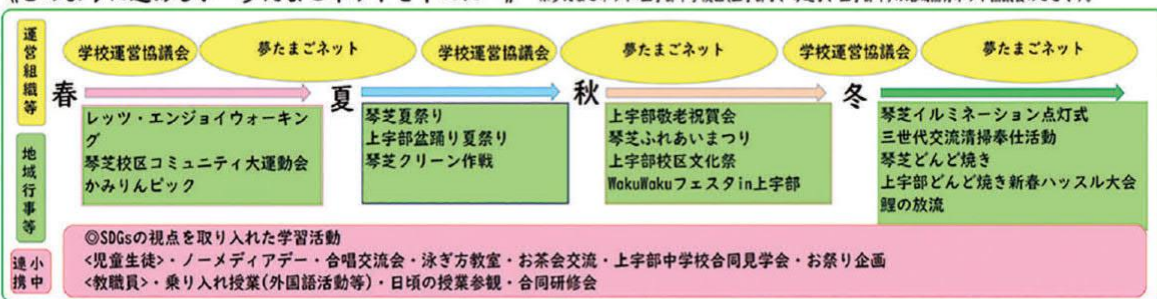 運営組織等
学校運営協議会
夢たまごネット
学校運営協議会
夢たまごネット
学校運営協議会
夢たまごネット
春
夏
秋
冬
地域行事等
レッツ・エンジョイウォーキン
グ
琴芝校区コミュニティ大運動会
かみりんピック
琴芝夏祭り
上宇部盆踊り夏祭り
琴芝クリーン作戦
上宇部敬老祝賀会
琴芝ふれあいまつり
上宇部校区文化祭
WakuWakuフェスタin上宇部
琴芝イルミネーション点灯式
三世代交流清掃奉仕活動
琴芝どんど焼き
上宇部どんど焼き新春ハッスル大会
鯉の放流
小中連携
◎SDGsの視点を取り入れた学習活動
<児童生徒>・ノーメディアデー・合唱交流会・泳ぎ方教室・お茶会交流・上宇部中学校合同見学会・お祭り企画
<教職員>・乗り入れ授業(外国語活動等)・日頃の授業参観・合同研修会